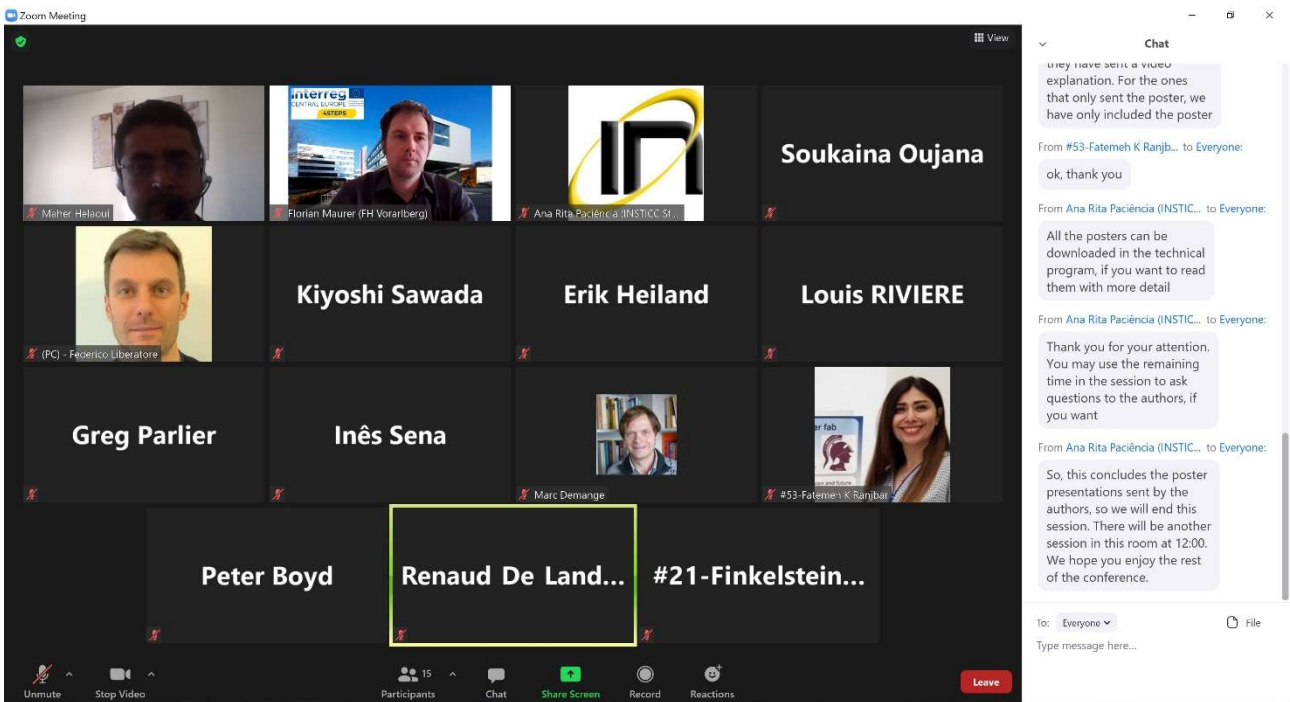 Zoom Meeting
View
interreg
CENTRAL EUROPE
4STEPS
Maher Helaoui
Florian Maurer (FH Vorarlberg)
IN
Ana Rita Paciência (INSTICC St...
Soukaina Oujana
(PC) - Federico Liberatore
Kiyoshi Sawada
Erik Heiland
Louis RIVIERE
Greg Parlier
Inês Sena
Marc Demange
er fab
#53-Fatemeh K Ranjbar
Peter Boyd
Renaud De Land...
#21-Finkelstein...
Unmute
Stop Video
15
Participants
Chat
Share Screen
Record
Reactions
Leave
Chat
they have sent a video
explanation. For the ones
that only sent the poster, we
have only included the poster
From #53-Fatemeh K Ranjb... to Everyone:
ok, thank you
From Ana Rita Paciência (INSTIC... to Everyone:
All the posters can be
downloaded in the technical
program, if you want to read
them with more detail
From Ana Rita Paciência (INSTIC... to Everyone:
Thank you for your attention.
You may use the remaining
time in the session to ask
questions to the authors, if
you want
From Ana Rita Paciência (INSTIC... to Everyone:
So, this concludes the poster
presentations sent by the
authors, so we will end this
session. There will be another
session in this room at 12:00.
We hope you enjoy the rest
of the conference.
To: Everyone
File
Type message here...